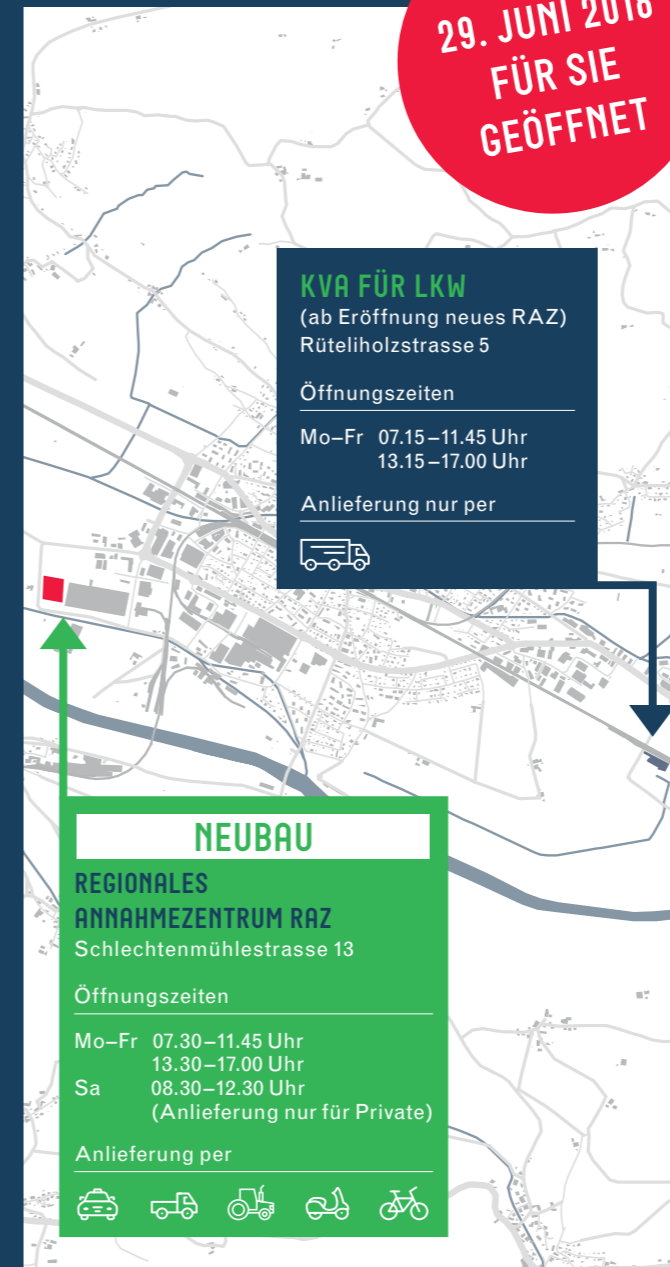 29. JUNI 2018
FÜR SIE
GEÖFFNET
KVA FÜR LKW
(ab Eröffnung neues RAZ)
Rüteliholzstrasse 5
Öffnungszeiten
Mo–Fr 07.15–11.45 Uhr
13.15–17.00 Uhr
Anlieferung nur per
NEUBAU
REGIONALES
ANNAHMEZENTRUM RAZ
Schlechtenmühlestrasse 13
Öffnungszeiten
Mo–Fr 07.30–11.45 Uhr
13.30–17.00 Uhr
Sa 08.30–12.30 Uhr
(Anlieferung nur für Private)
Anlieferung per